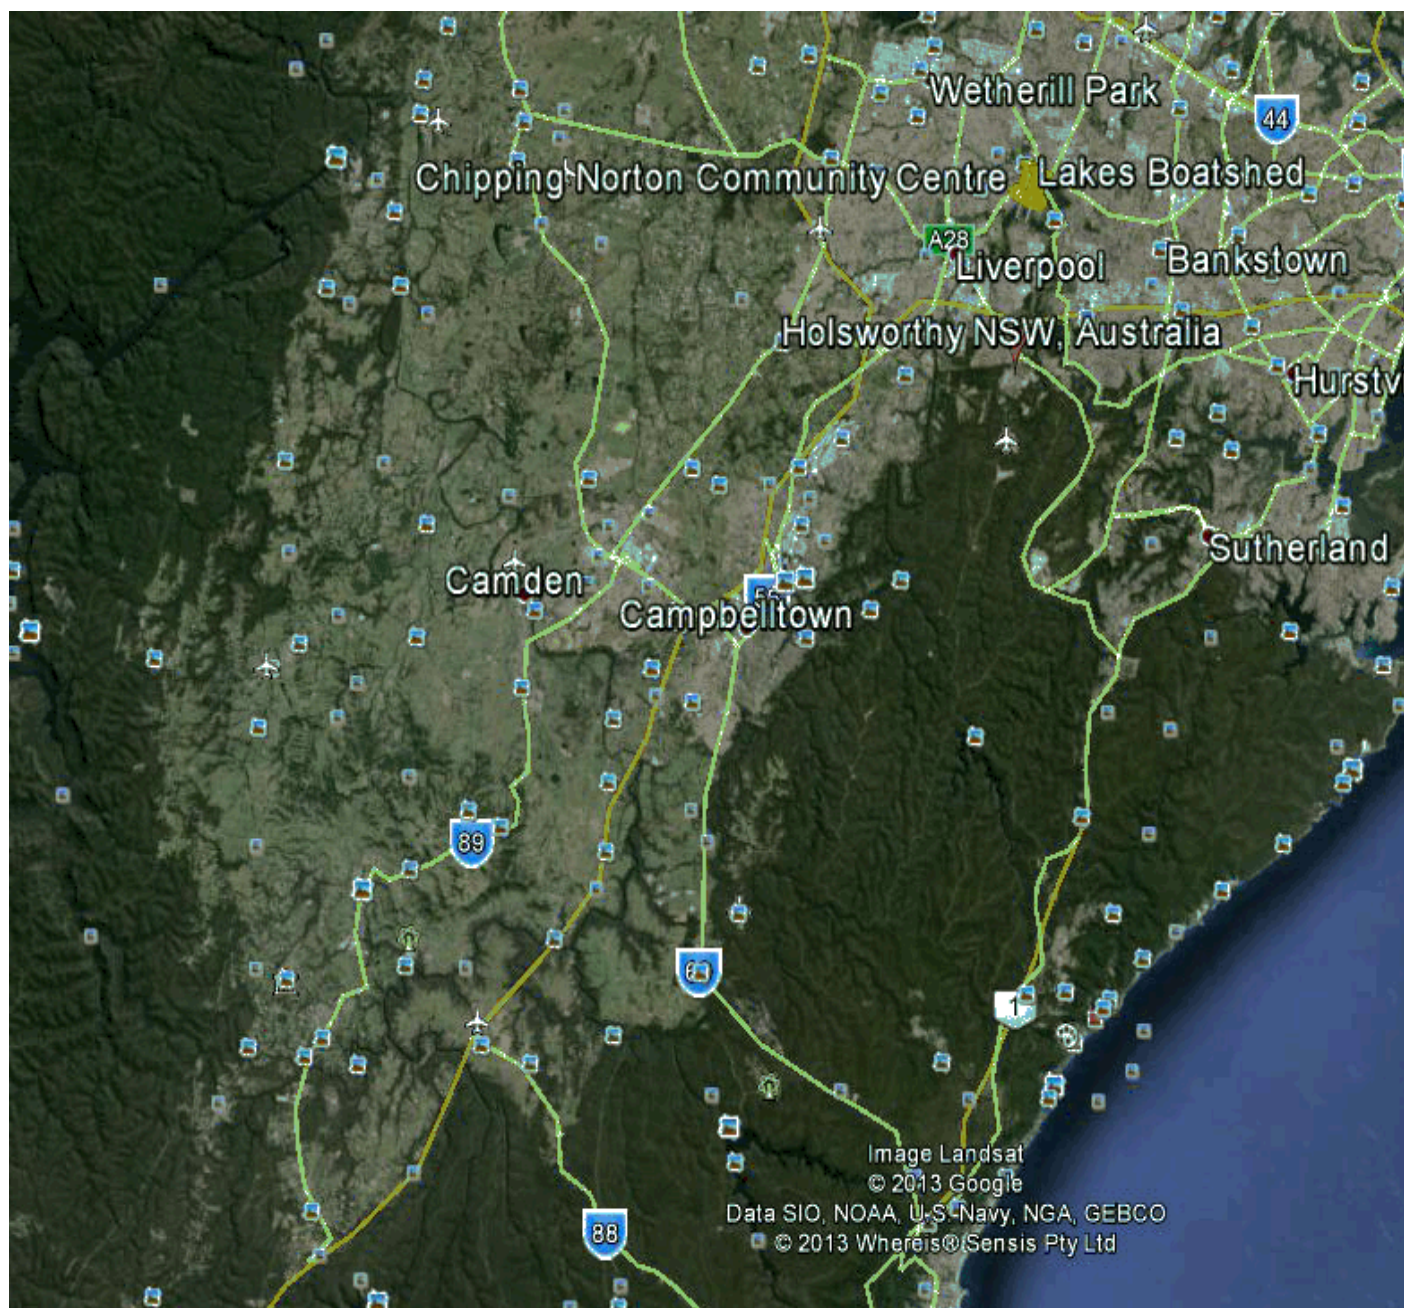 Wetherill Park
44
Chipping Norton Community Centre
Lakes Boatshed
A28
Liverpool
Bankstown
Holsworthy NSW, Australia
Sutherland
Camden
Campbelltown
89
1
88
Image Landsat
© 2013 Google
Data SIO, NOAA, U.S. Navy, NGA, GEBCO
© 2013 Whereis® Sensis Pty Ltd